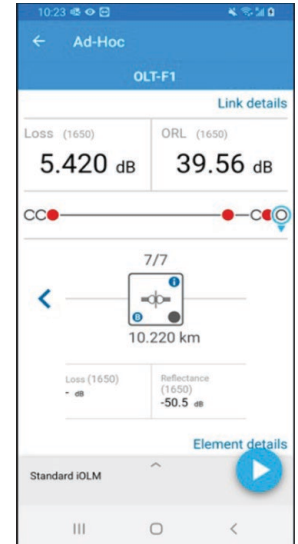 10:23
Ad-Hoc
OLT-F1
Link details
Loss (1650)
ORL (1650)
5.420 dB
39.56 dB
7/7
10.220 km
Loss (1650)
Reflectance
(1650)
- dB
-50.5 dB
Element details
Standard iOLM